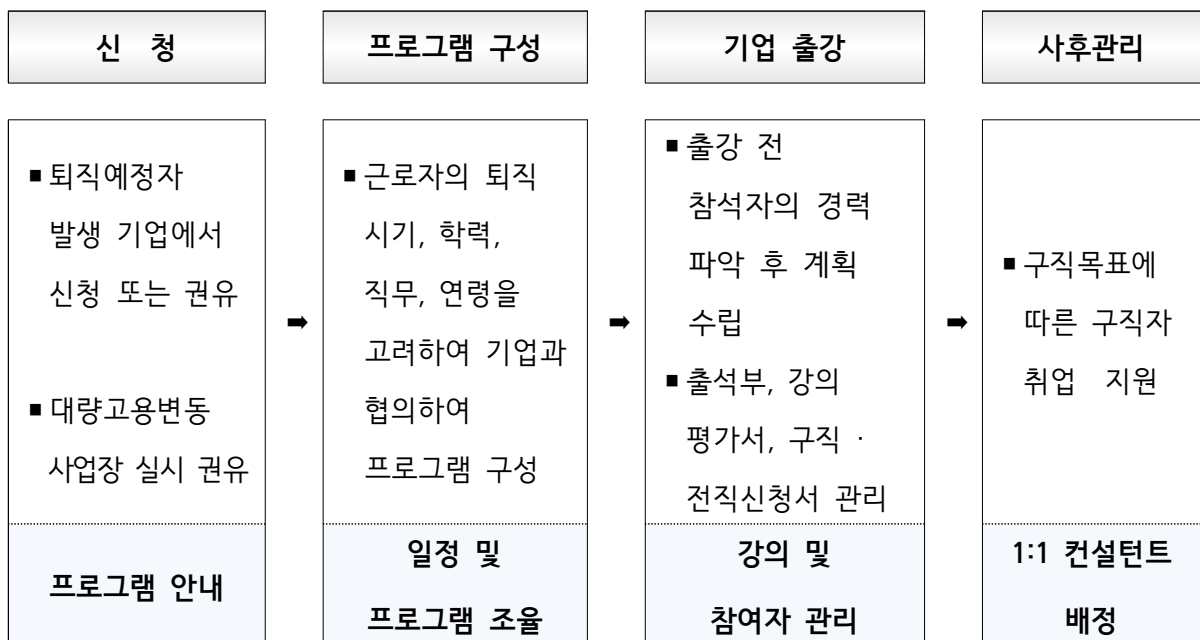 신 청
프로그램 구성
기업 출강
사후관리
■ 퇴직예정자
발생 기업에서
신청 또는 권유
■ 대량고용변동
사업장 실시 권유
프로그램 안내
➡
■ 근로자의 퇴직
시기, 학력,
직무, 연령을
고려하여 기업과
협의하여
프로그램 구성
일정 및
프로그램 조율
➡
■ 출강 전
참석자의 경력
파악 후 계획
수립
■ 출석부, 강의
평가서, 구직 ·
전직신청서 관리
강의 및
참여자 관리
➡
■ 구직목표에
따른 구직자
취업 지원
1:1 컨설턴트
배정